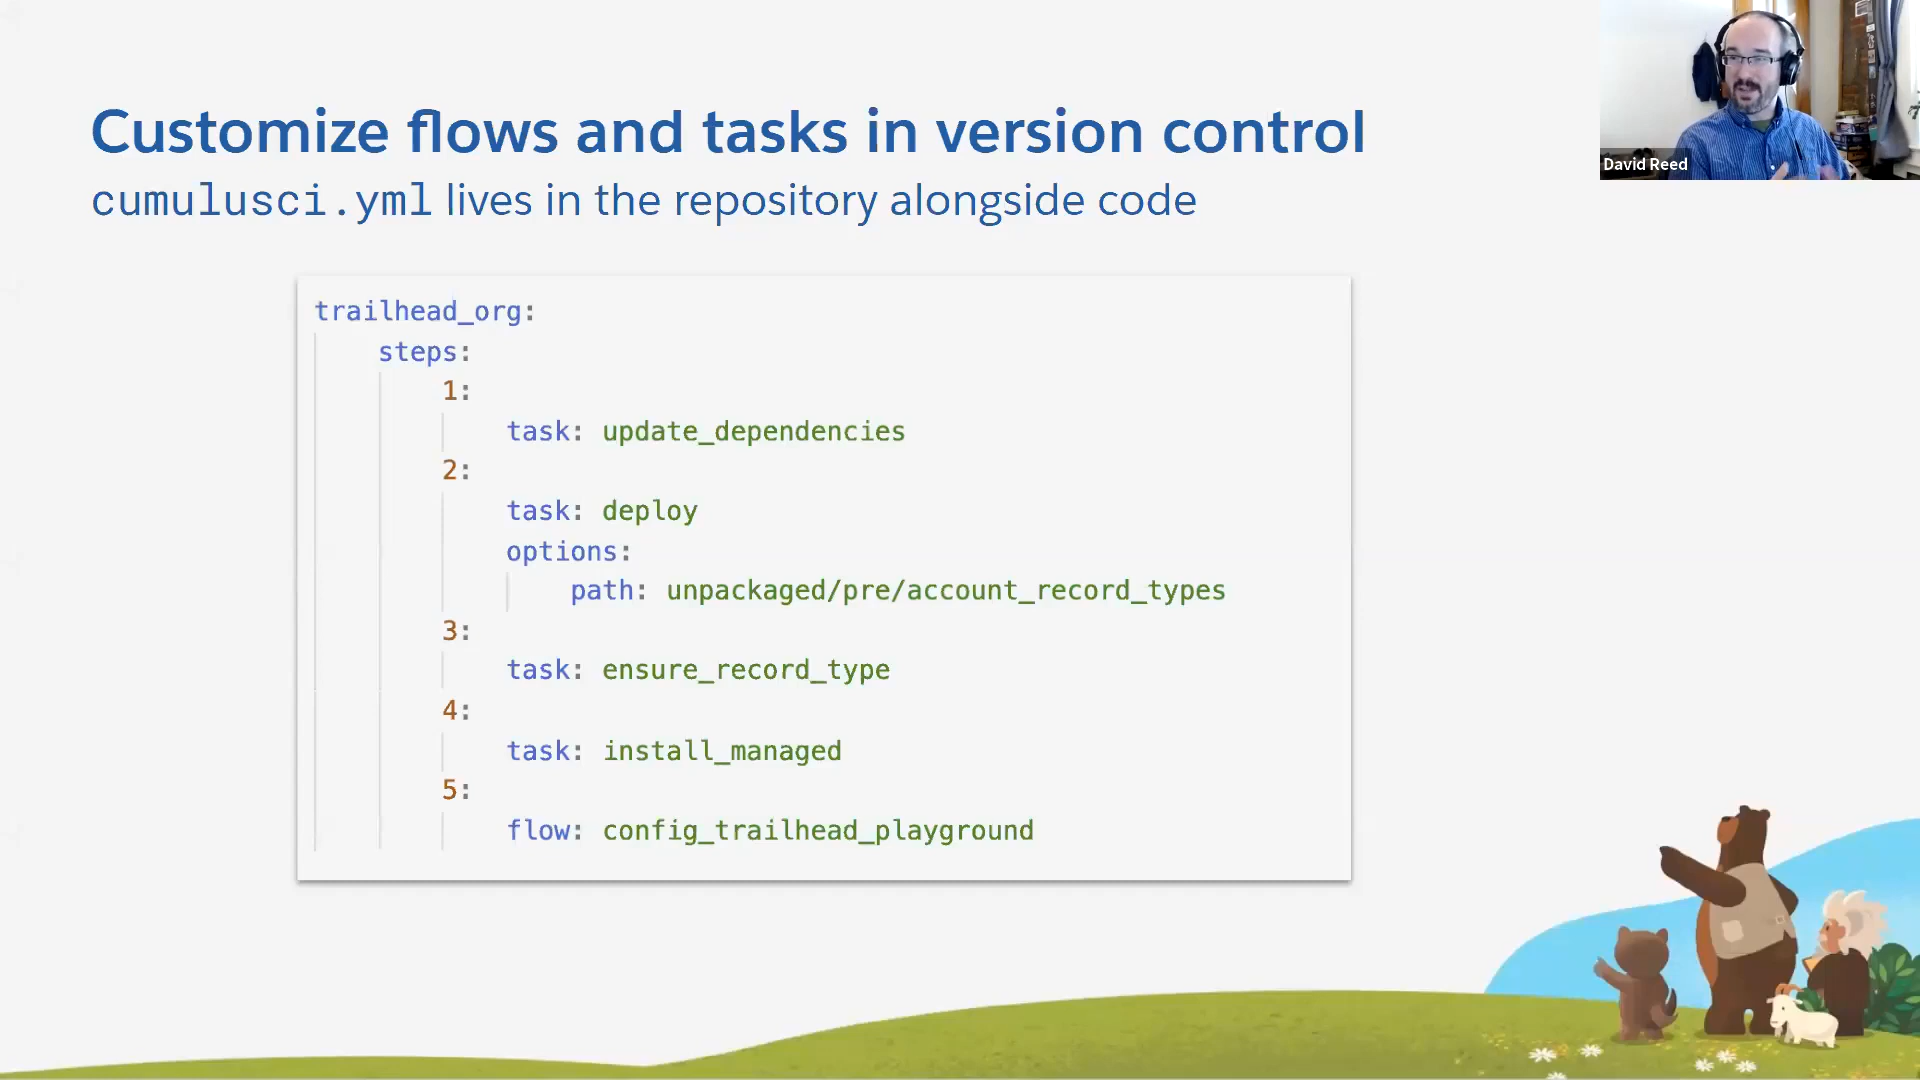 Customize flows and tasks in version control
cumulusci.yml lives in the repository alongside code
David Reed
trailhead_org:
steps:
1:
task: update_dependencies
2:
task: deploy
options:
path: unpackaged/pre/account_record_types
3:
task: ensure_record_type
4:
task: install_managed
5:
flow: config_trailhead_playground